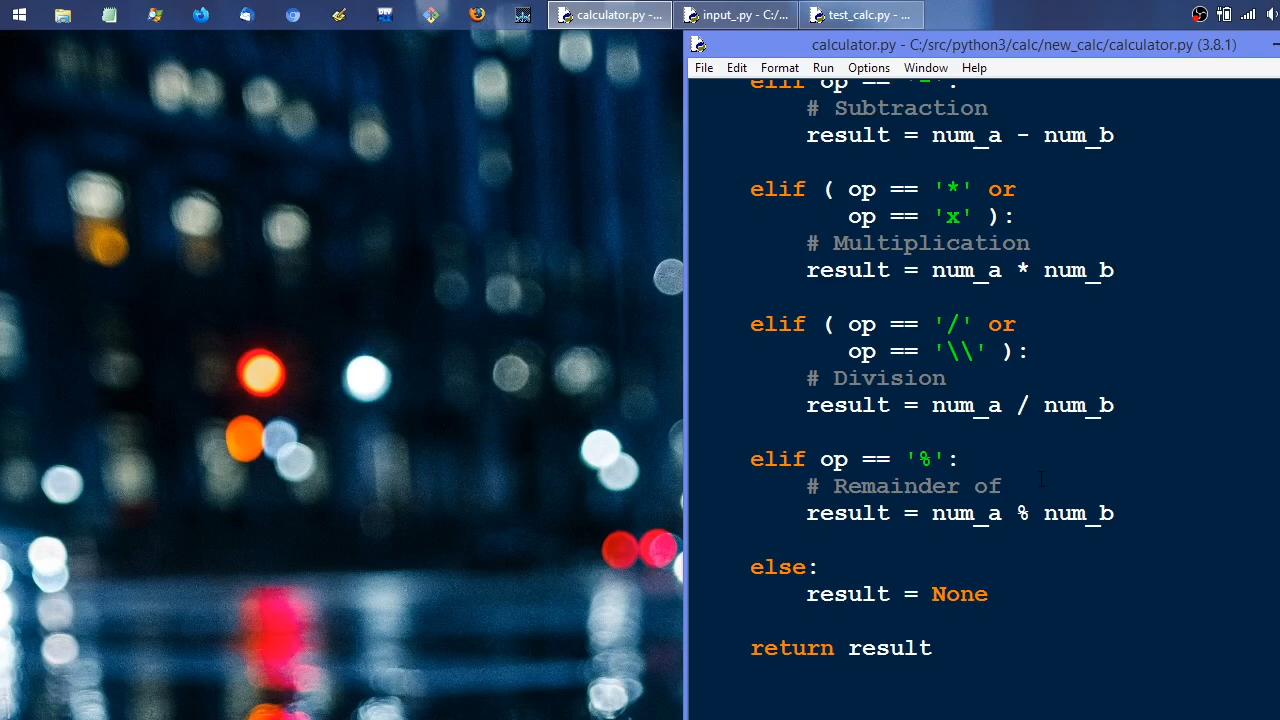 calculator.py -...
input_.py - C:/...
test_calc.py - ...
calculator.py - C:/src/python3/calc/new_calc/calculator.py (3.8.1)
File Edit Format Run Options Window Help
elif op == '-':
# Subtraction
result = num_a - num_b
elif ( op == '*' or
op == 'x' ):
# Multiplication
result = num_a * num_b
elif ( op == '/' or
op == '\\' ):
# Division
result = num_a / num_b
elif op == '%':
# Remainder of
result = num_a % num_b
else:
result = None
return result